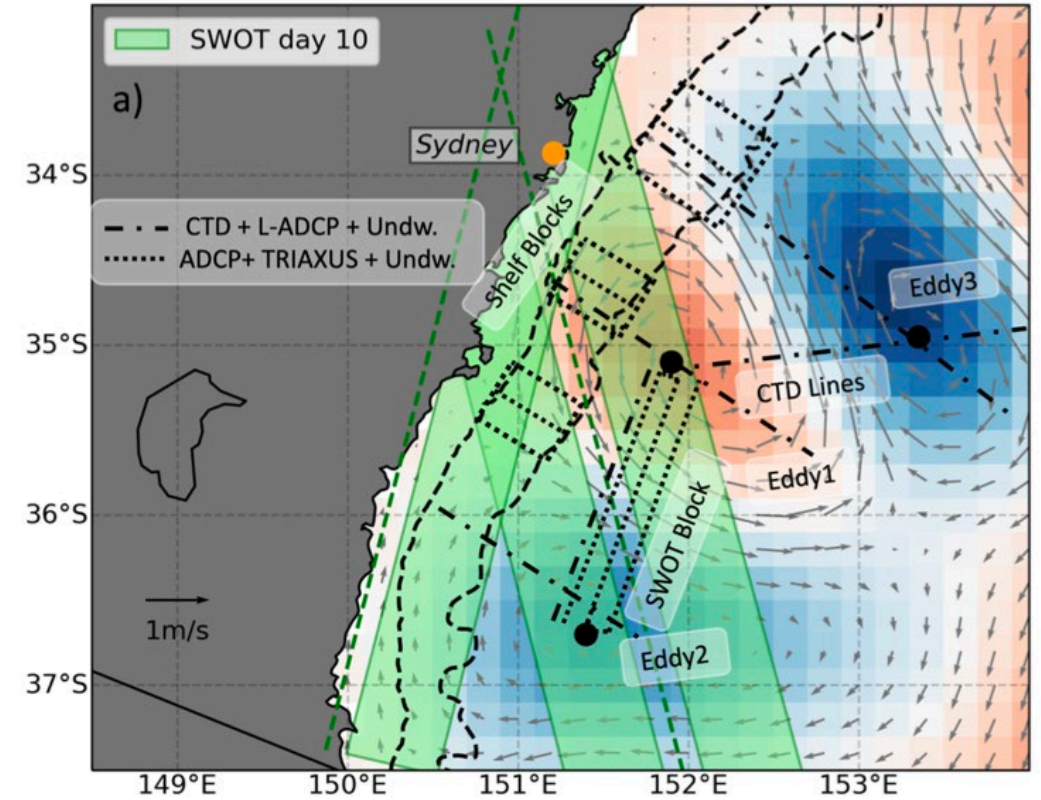 SWOT day 10
a)
Sydney
34°S
CTD + L-ADCP + Undw.
ADCP+ TRIAXUS + Undw.
Shelf Blocks
Eddy3
35°S
CTD Lines
Eddy1
36°S
SWOT Block
1m/s
Eddy2
37°S
149°E 150°E 151°E 152°E 153°E